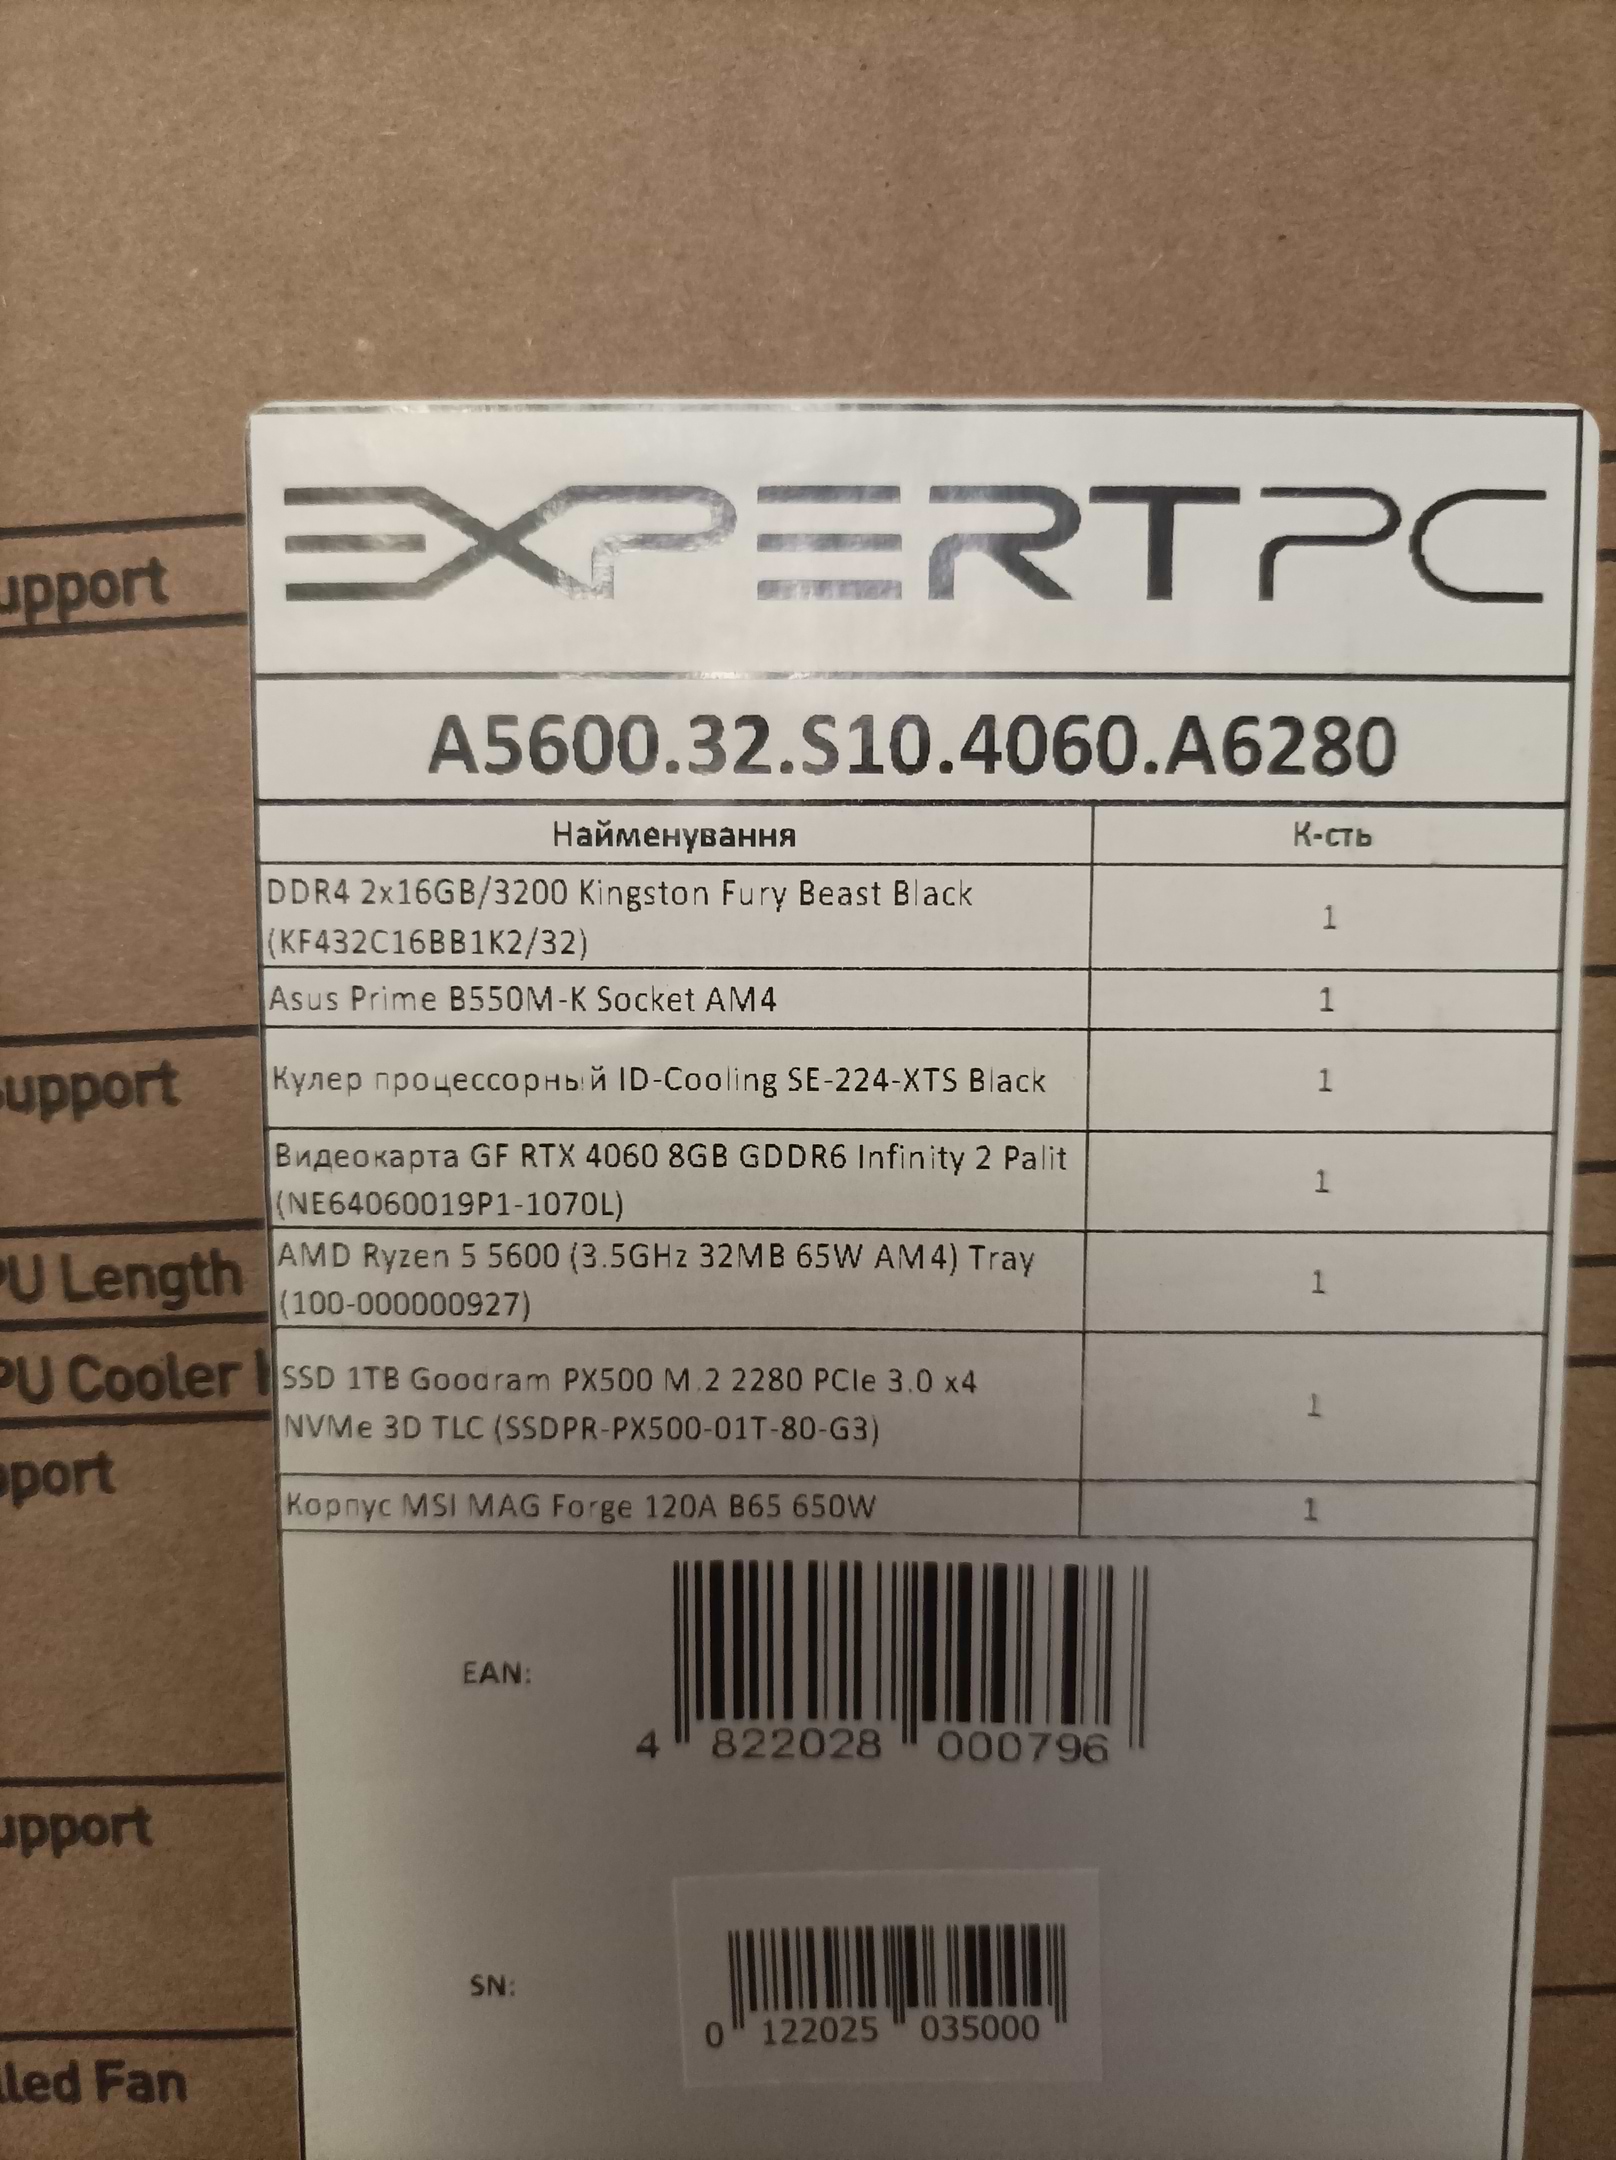 EXPERTPC
A5600.32.S10.4060.A6280
Найменування К-сть
DDR4 2x16GB/3200 Kingston Fury Beast Black
(KF432C16BB1K2/32) 1
Asus Prime B550M-K Socket AM4 1
Кулер процессорный ID-Cooling SE-224-XTS Black 1
Видеокарта GF RTX 4060 8GB GDDR6 Infinity 2 Palit
(NE64060019P1-1070L) 1
AMD Ryzen 5 5600 (3.5GHz 32MB 65W AM4) Tray
(100-000000927) 1
SSD 1TB Goodram PX500 M.2 2280 PCIe 3.0 x4
NVMe 3D TLC (SSDPR-PX500-01T-80-G3) 1
Корпус MSI MAG Forge 120A B65 650W 1
EAN:
4 822028 000796
SN:
0 122025 035000
upport
upport
PU Length
PU Cooler
pport
upport
lled Fan